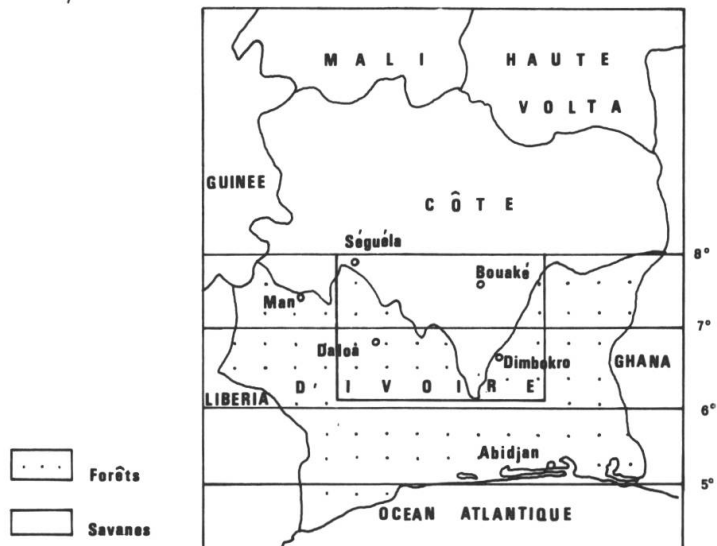 MALI
HAUTE
VOLTA
GUINEE
CÔTE
Séguéla
8°
Bouaké
Man
7°
Daloa
Dimbokro
GHANA
D' IVOIRE
LIBERIA
6°
Abidjan
Forêts
5°
OCEAN ATLANTIQUE
Savanes